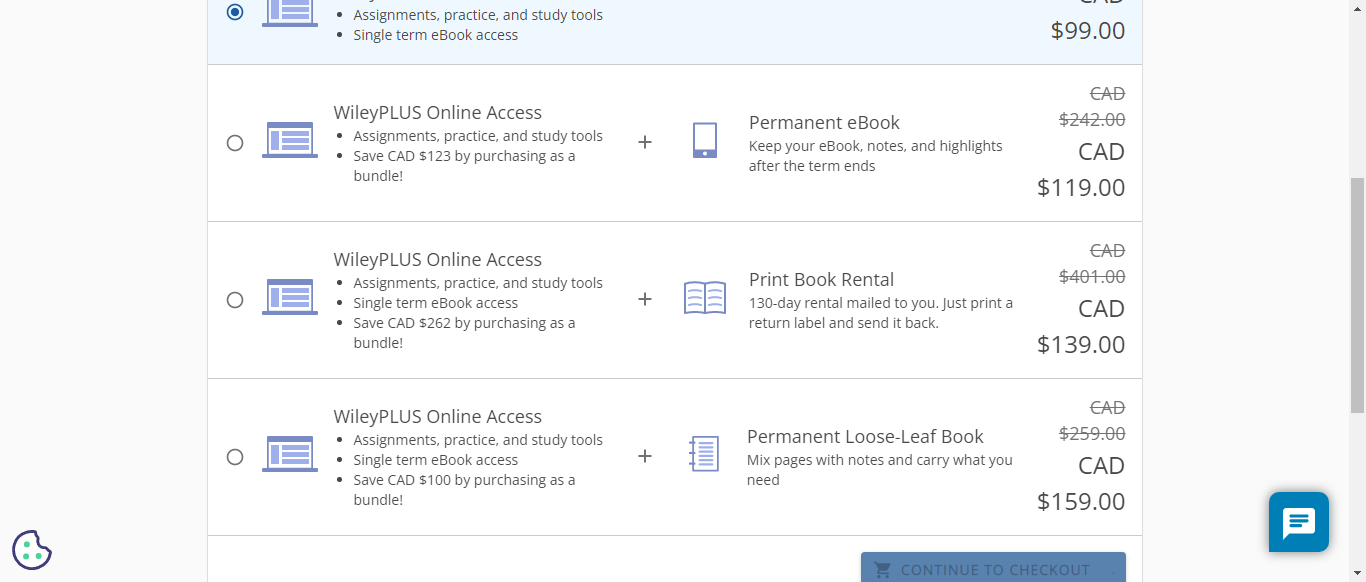 Assignments, practice, and study tools
Single term eBook access
CAD
$99.00
WileyPLUS Online Access
Assignments, practice, and study tools
Save CAD $123 by purchasing as a
bundle!
+
Permanent eBook
Keep your eBook, notes, and highlights
after the term ends
CAD
$242.00
CAD
$119.00
WileyPLUS Online Access
Assignments, practice, and study tools
Single term eBook access
Save CAD $262 by purchasing as a
bundle!
+
Print Book Rental
130-day rental mailed to you. Just print a
return label and send it back.
CAD
$401.00
CAD
$139.00
WileyPLUS Online Access
Assignments, practice, and study tools
Single term eBook access
Save CAD $100 by purchasing as a
bundle!
+
Permanent Loose-Leaf Book
Mix pages with notes and carry what you
need
CAD
$259.00
CAD
$159.00
CONTINUE TO CHECKOUT